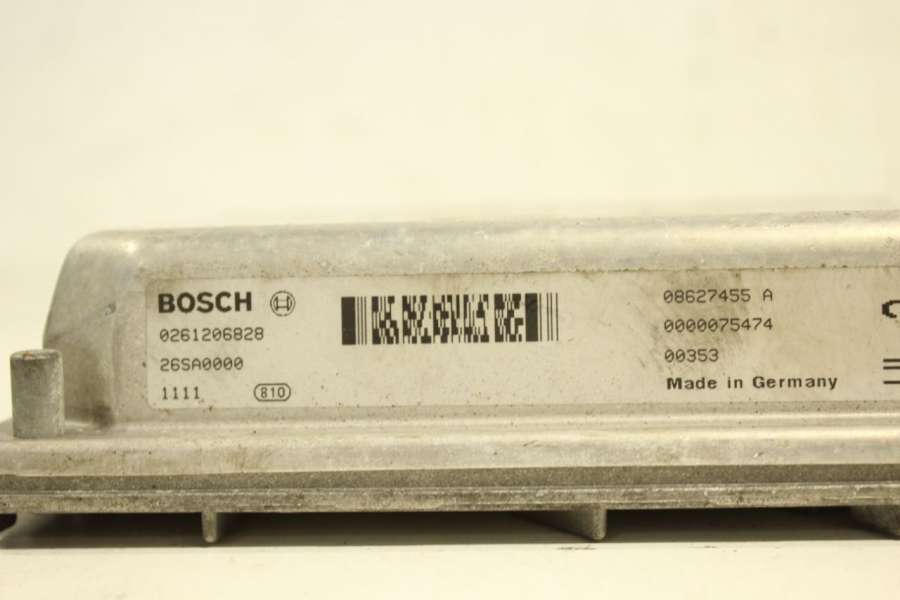 BOSCH
0261206828
26SA0000
1111 810
08627455 A
0000075474
00353
Made in Germany